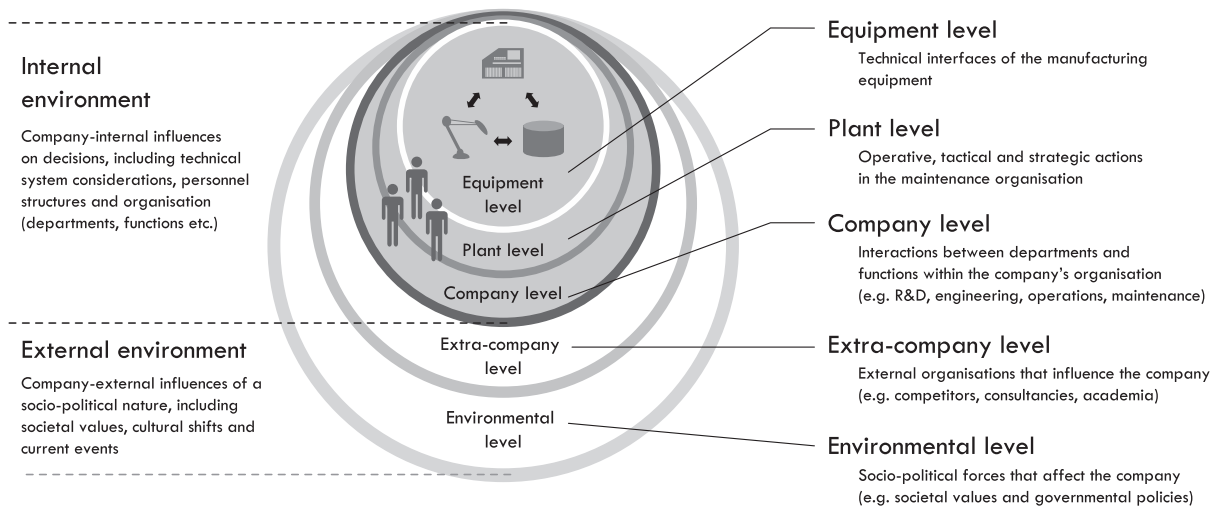 Internal
environment
Company-internal influences
on decisions, including technical
system considerations, personnel
structures and organisation
(departments, functions etc.)
External environment
Company-external influences of a
socio-political nature, including
societal values, cultural shifts and
current events
Equipment
level
Plant level
Company level
Extra-company
level
Environmental
level
Equipment level
Technical interfaces of the manufacturing
equipment
Plant level
Operative, tactical and strategic actions
in the maintenance organisation
Company level
Interactions between departments and
functions within the company's organisation
(e.g. R&D, engineering, operations, maintenance)
Extra-company level
External organisations that influence the company
(e.g. competitors, consultancies, academia)
Environmental level
Socio-political forces that affect the company
(e.g. societal values and governmental policies)